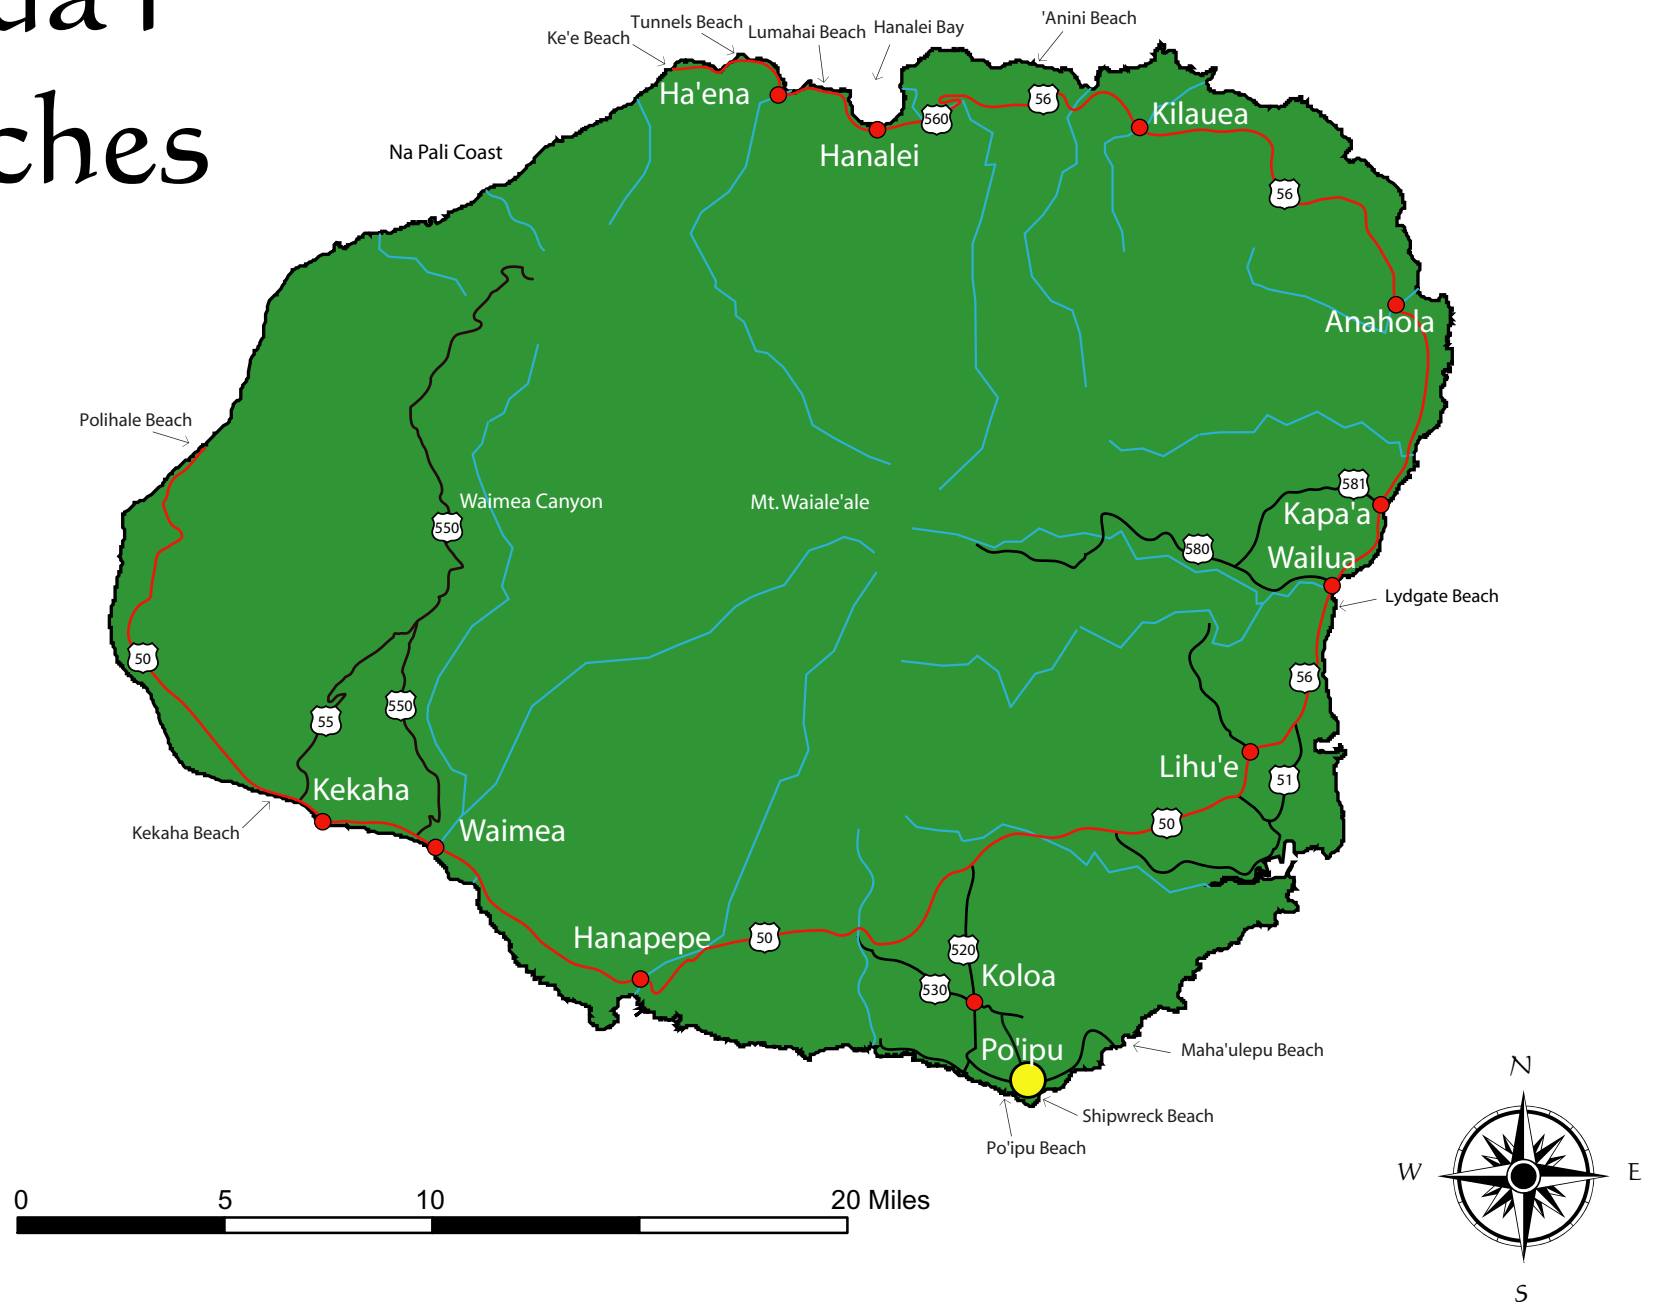 ches
Tunnels Beach
Ke'e Beach
Lumahai Beach
Hanalei Bay
'Anini Beach
Ha'ena
Na Pali Coast
Hanalei
560
56
Kilauea
56
Anahola
Polihale Beach
Waimea Canyon
550
Mt. Waiale'ale
581
Kapa'a
580
Wailua
Lydgate Beach
50
55
550
56
Lihu'e
51
50
Kekaha
Kekaha Beach
Waimea
Hanapepe
50
520
530
Koloa
Po'ipu
Maha'ulepu Beach
Shipwreck Beach
Po'ipu Beach
0 5 10 20 Miles
N
W E
S